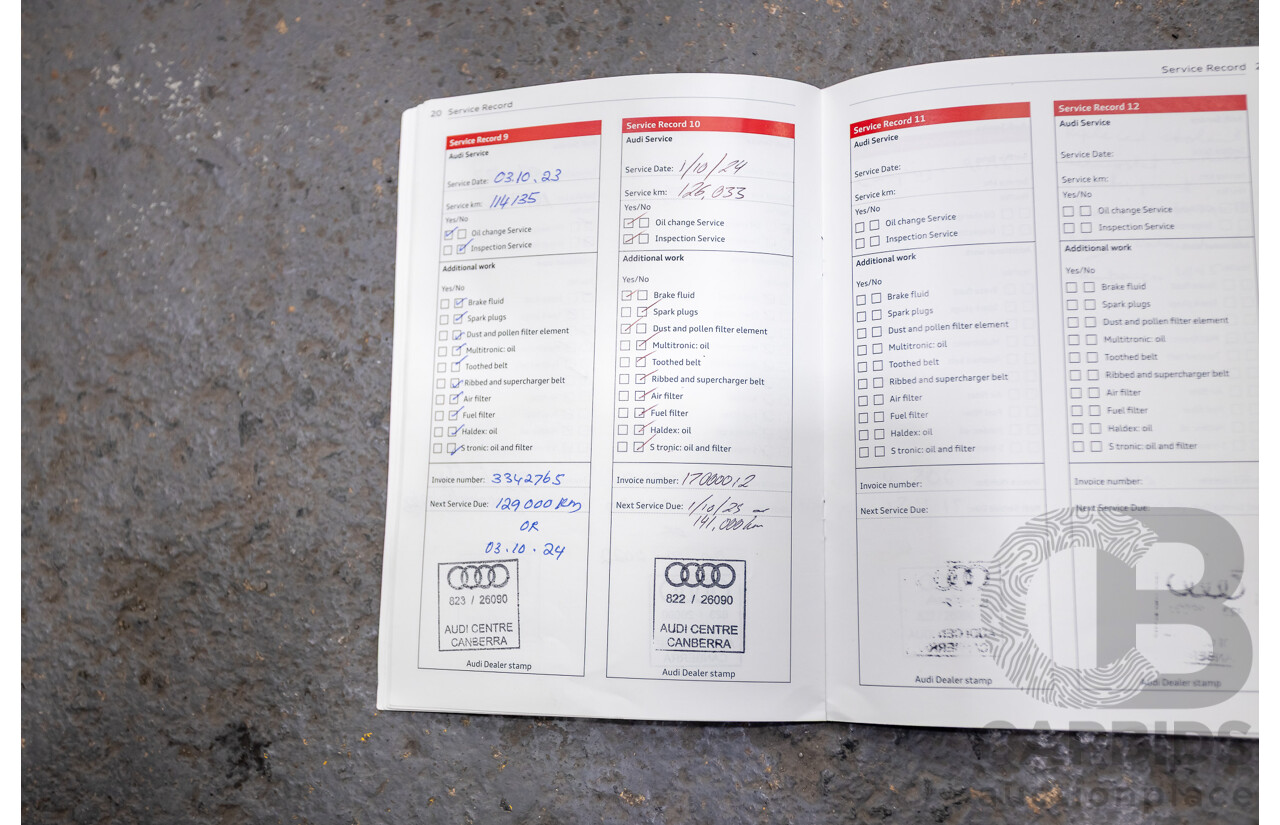 20 Service Record
Service Record 9
Audi Service
Service Date: 03.10.23
Service km: 114135
Yes/No
Oil change Service
Inspection Service
Additional work
Yes/No
Brake fluid
Spark plugs
Dust and pollen filter element
Multitronic: oil
Toothed belt
Ribbed and supercharger belt
Air filter
Fuel filter
Haldex: oil
S tronic: oil and filter
Invoice number: 3342765
Next Service Due: 129000 Km
OR
03.10.24
823 / 26090
AUDI CENTRE
CANBERRA
Audi Dealer stamp
Service Record 10
Audi Service
Service Date: 1/10/24
Service km: 126,033
Yes/No
Oil change Service
Inspection Service
Additional work
Yes/No
Brake fluid
Spark plugs
Dust and pollen filter element
Multitronic: oil
Toothed belt
Ribbed and supercharger belt
Air filter
Fuel filter
Haldex: oil
S tronic: oil and filter
Invoice number: 17000012
Next Service Due: 1/10/25 or
141,000km
822 / 26090
AUDI CENTRE
CANBERRA
Audi Dealer stamp
Service Record 11
Audi Service
Service Date:
Service km:
Yes/No
Oil change Service
Inspection Service
Additional work
Yes/No
Brake fluid
Spark plugs
Dust and pollen filter element
Multitronic: oil
Toothed belt
Ribbed and supercharger belt
Air filter
Fuel filter
Haldex: oil
S tronic: oil and filter
Invoice number:
Next Service Due:
Audi Dealer stamp
Service Record
Service Record 12
Audi Service
Service Date:
Service km:
Yes/No
Oil change Service
Inspection Service
Additional work
Yes/No
Brake fluid
Spark plugs
Dust and pollen filter element
Multitronic: oil
Toothed belt
Ribbed and supercharger belt
Air filter
Fuel filter
Haldex: oil
S tronic: oil and filter
Invoice number:
Next Service Due:
Audi Dealer stamp
CB
CARBIDS
auctionplace